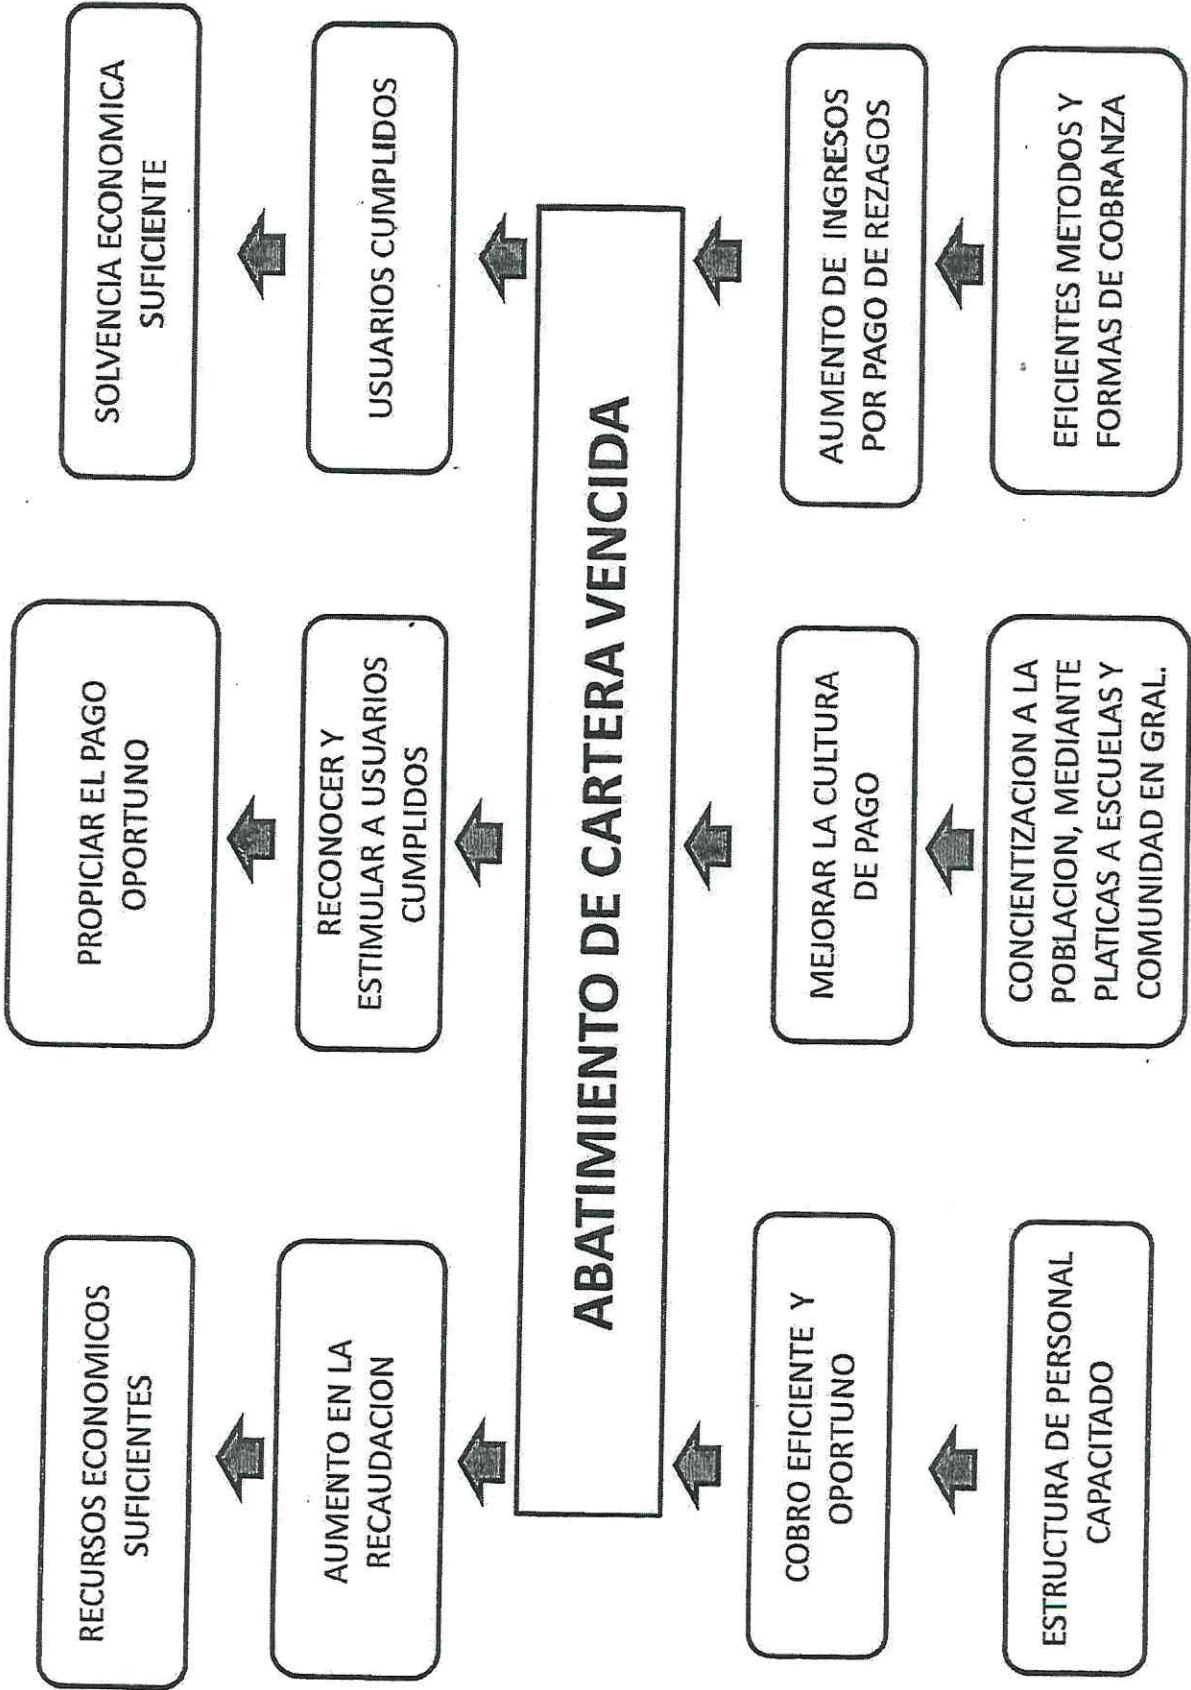 RECURSOS ECONOMICOS
SUFICIENTES
PROPICIAR EL PAGO
OPORTUNO
SOLVENCIA ECONOMICA
SUFICIENTE
AUMENTO EN LA
RECAUDACION
RECONOCER Y
ESTIMULAR A USUARIOS
CUMPLIDOS
USUARIOS CUMPLIDOS
ABATIMIENTO DE CARTERA VENCIDA
COBRO EFICIENTE Y
OPORTUNO
MEJORAR LA CULTURA
DE PAGO
AUMENTO DE INGRESOS
POR PAGO DE REZAGOS
ESTRUCTURA DE PERSONAL
CAPACITADO
CONCIENTIZACION A LA
POBLACION, MEDIANTE
PLATICAS A ESCUELAS Y
COMUNIDAD EN GRAL.
EFICIENTES METODOS Y
FORMAS DE COBRANZA